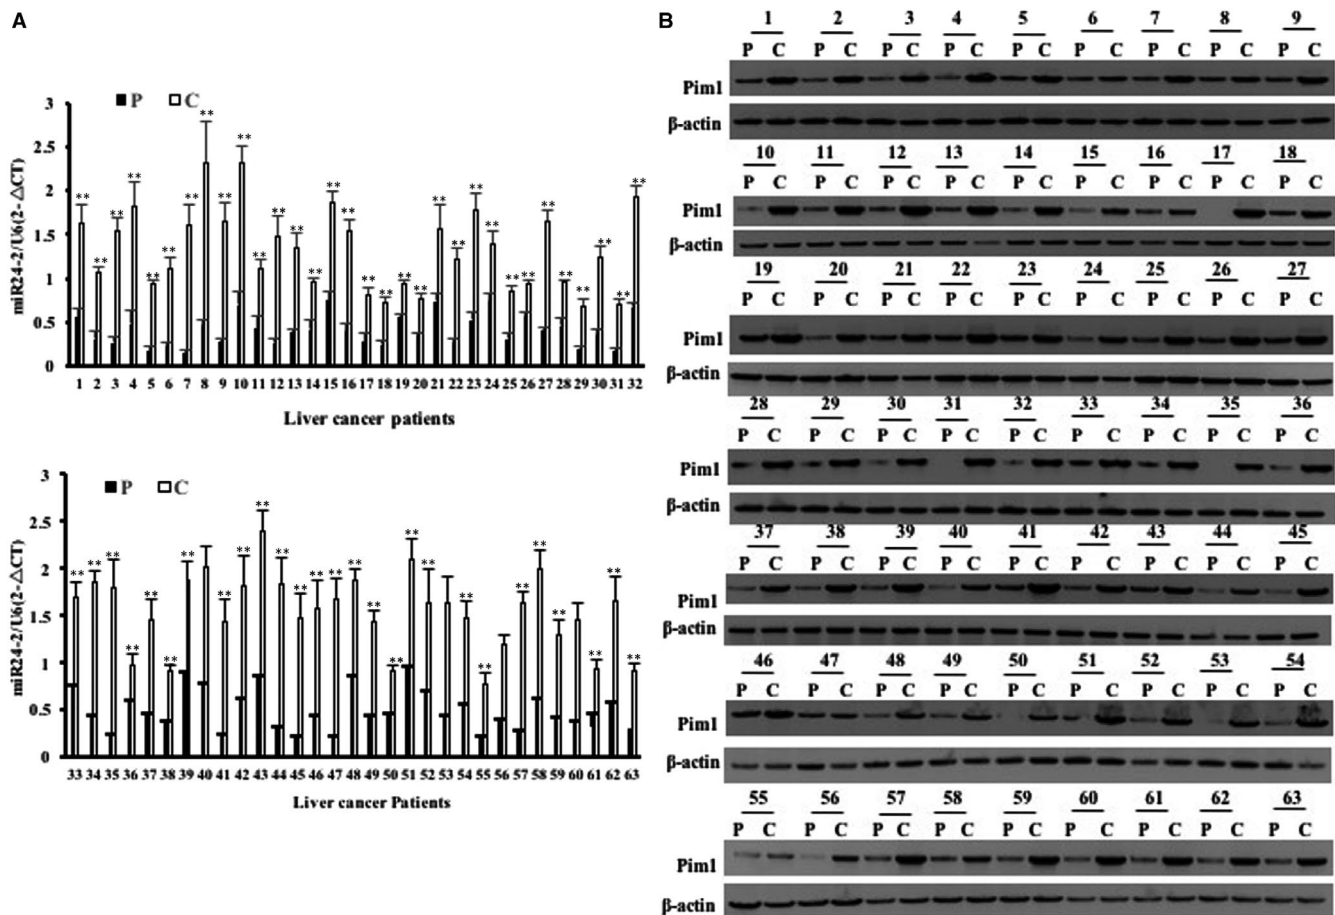 A
P C
miR24-2/U6(2-△CT)
3
2.5
2
1.5
1
0.5
0
** ** ** ** ** ** ** ** ** ** ** ** ** ** ** ** ** ** ** ** ** ** ** ** ** ** ** ** ** ** ** **
1 2 3 4 5 6 7 8 9 10 11 12 13 14 15 16 17 18 19 20 21 22 23 24 25 26 27 28 29 30 31 32
Liver cancer patients
P C
miR24-2/U6(2-△CT)
3
2.5
2
1.5
1
0.5
0
** ** ** ** ** ** ** ** ** ** ** ** ** ** ** ** ** ** ** ** ** ** ** ** ** ** **
33 34 35 36 37 38 39 40 41 42 43 44 45 46 47 48 49 50 51 52 53 54 55 56 57 58 59 60 61 62 63
Liver cancer Patients
B
1 2 3 4 5 6 7 8 9
P C P C P C P C P C P C P C P C P C
Pim1
β-actin
10 11 12 13 14 15 16 17 18
P C P C P C P C P C P C P C P C P C
Pim1
β-actin
19 20 21 22 23 24 25 26 27
P C P C P C P C P C P C P C P C P C
Pim1
β-actin
28 29 30 31 32 33 34 35 36
P C P C P C P C P C P C P C P C P C
Pim1
β-actin
37 38 39 40 41 42 43 44 45
P C P C P C P C P C P C P C P C P C
Pim1
β-actin
46 47 48 49 50 51 52 53 54
P C P C P C P C P C P C P C P C P C
Pim1
β-actin
55 56 57 58 59 60 61 62 63
P C P C P C P C P C P C P C P C P C
Pim1
β-actin